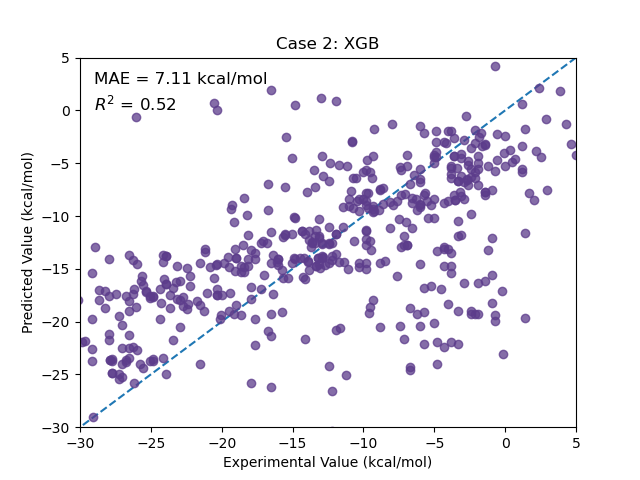 Case 2: XGB
MAE = 7.11 kcal/mol
R² = 0.52
Predicted Value (kcal/mol)
5
0
−5
−10
−15
−20
−25
−30
−30 −25 −20 −15 −10 −5 0 5
Experimental Value (kcal/mol)